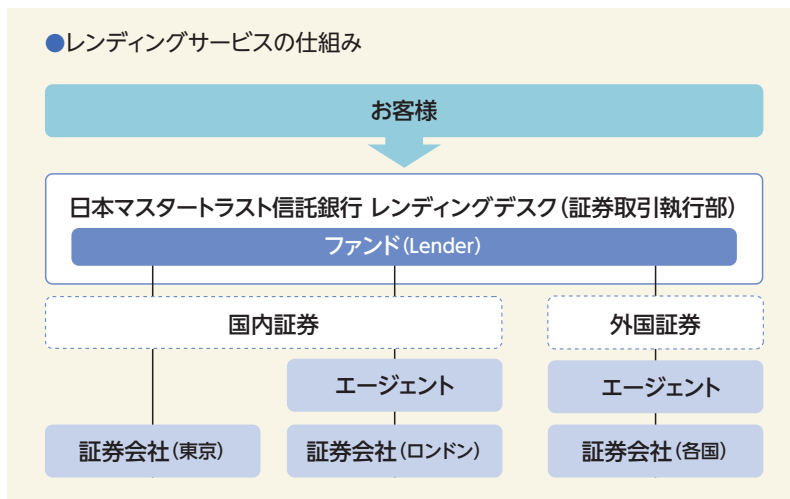 ●レンディングサービスの仕組み
お客様
日本マスタートラスト信託銀行 レンディングデスク(証券取引執行部)
ファンド(Lender)
国内証券
外国証券
エージェント
エージェント
証券会社(東京)
証券会社(ロンドン)
証券会社(各国)